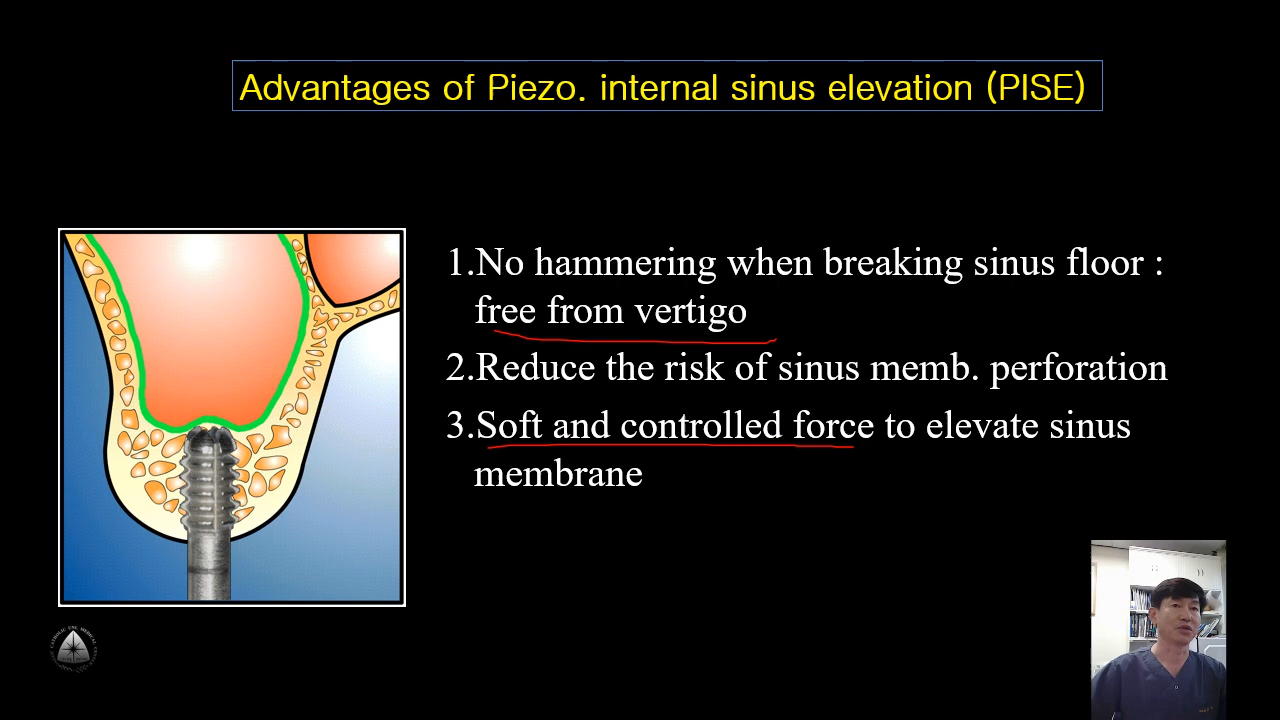 Advantages of Piezo. internal sinus elevation (PISE)
1.No hammering when breaking sinus floor :
free from vertigo
2.Reduce the risk of sinus memb. perforation
3.Soft and controlled force to elevate sinus
membrane